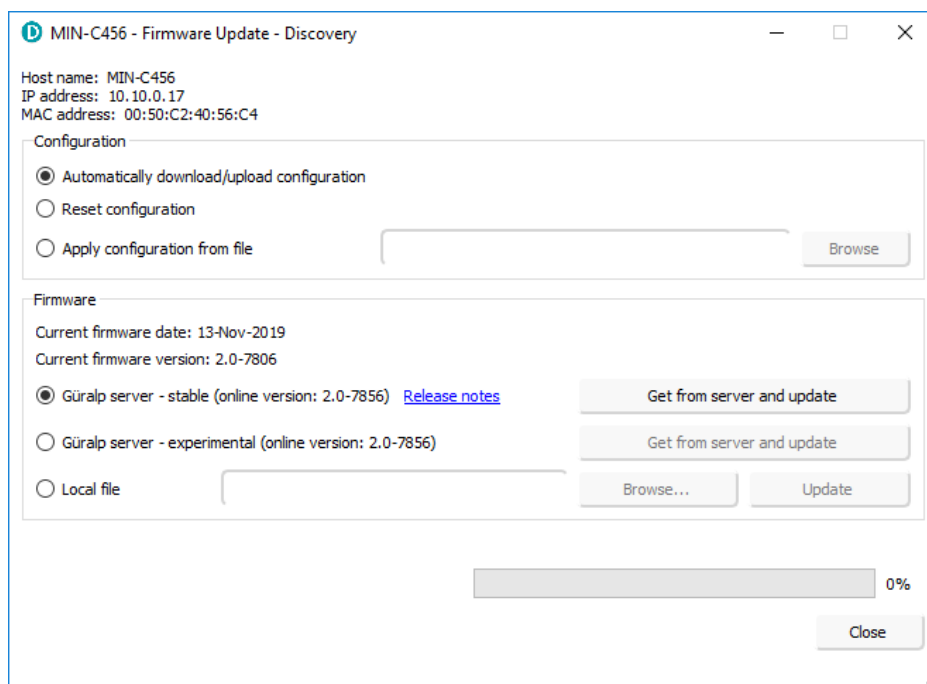 MIN-C456 - Firmware Update - Discovery
Host name: MIN-C456
IP address: 10.10.0.17
MAC address: 00:50:C2:40:56:C4
Configuration
Automatically download/upload configuration
Reset configuration
Apply configuration from file Browse
Firmware
Current firmware date: 13-Nov-2019
Current firmware version: 2.0-7806
Güralp server - stable (online version: 2.0-7856) Release notes Get from server and update
Güralp server - experimental (online version: 2.0-7856) Get from server and update
Local file Browse... Update
0%
Close